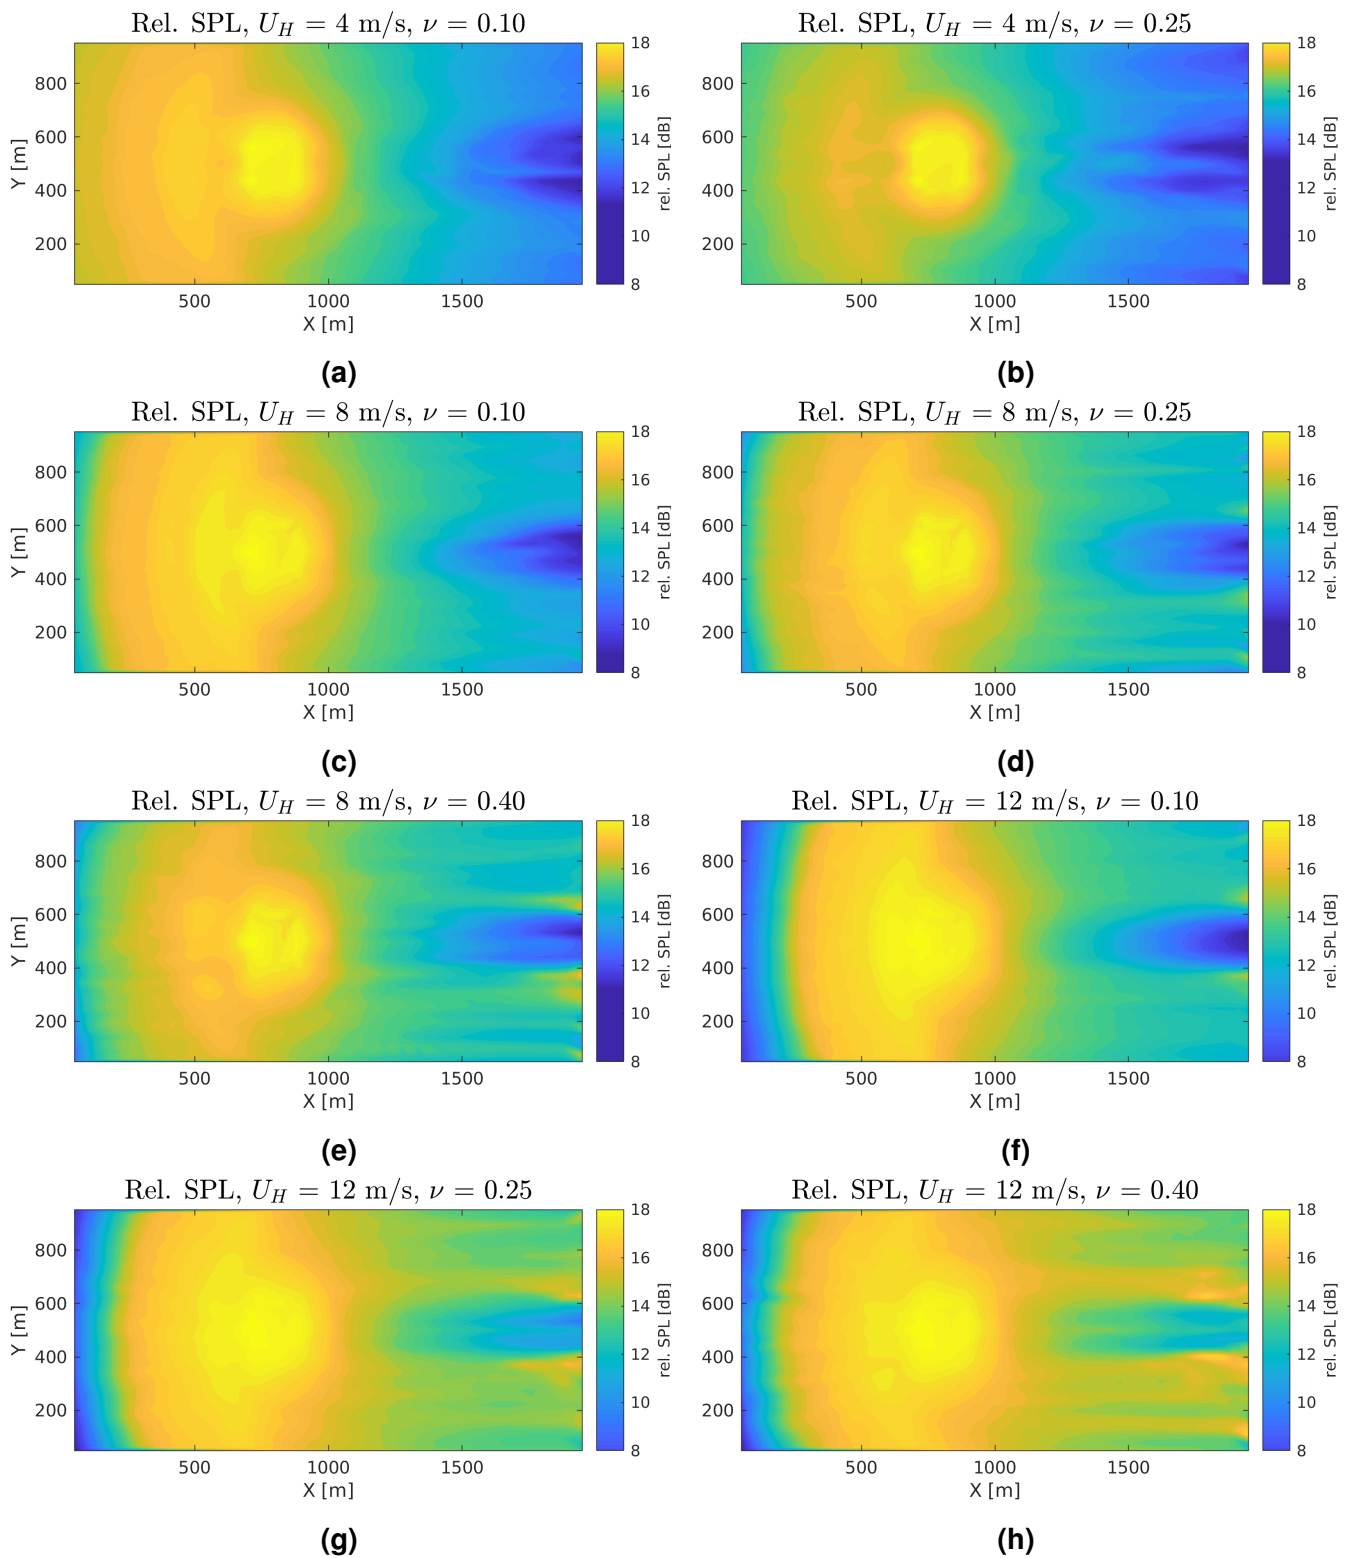 Rel. SPL, U_H = 4 m/s, ν = 0.10
800
600
400
200
Y [m]
500 1000 1500
X [m]
18
16
14
12
10
8
rel. SPL [dB]
(a)
Rel. SPL, U_H = 4 m/s, ν = 0.25
800
600
400
200
500 1000 1500
X [m]
18
16
14
12
10
8
rel. SPL [dB]
(b)
Rel. SPL, U_H = 8 m/s, ν = 0.10
800
600
400
200
Y [m]
500 1000 1500
X [m]
18
16
14
12
10
8
rel. SPL [dB]
(c)
Rel. SPL, U_H = 8 m/s, ν = 0.25
800
600
400
200
500 1000 1500
X [m]
18
16
14
12
10
8
rel. SPL [dB]
(d)
Rel. SPL, U_H = 8 m/s, ν = 0.40
800
600
400
200
Y [m]
500 1000 1500
X [m]
18
16
14
12
10
8
rel. SPL [dB]
(e)
Rel. SPL, U_H = 12 m/s, ν = 0.10
800
600
400
200
500 1000 1500
X [m]
18
16
14
12
10
8
rel. SPL [dB]
(f)
Rel. SPL, U_H = 12 m/s, ν = 0.25
800
600
400
200
Y [m]
500 1000 1500
X [m]
18
16
14
12
10
8
rel. SPL [dB]
(g)
Rel. SPL, U_H = 12 m/s, ν = 0.40
800
600
400
200
500 1000 1500
X [m]
18
16
14
12
10
8
rel. SPL [dB]
(h)